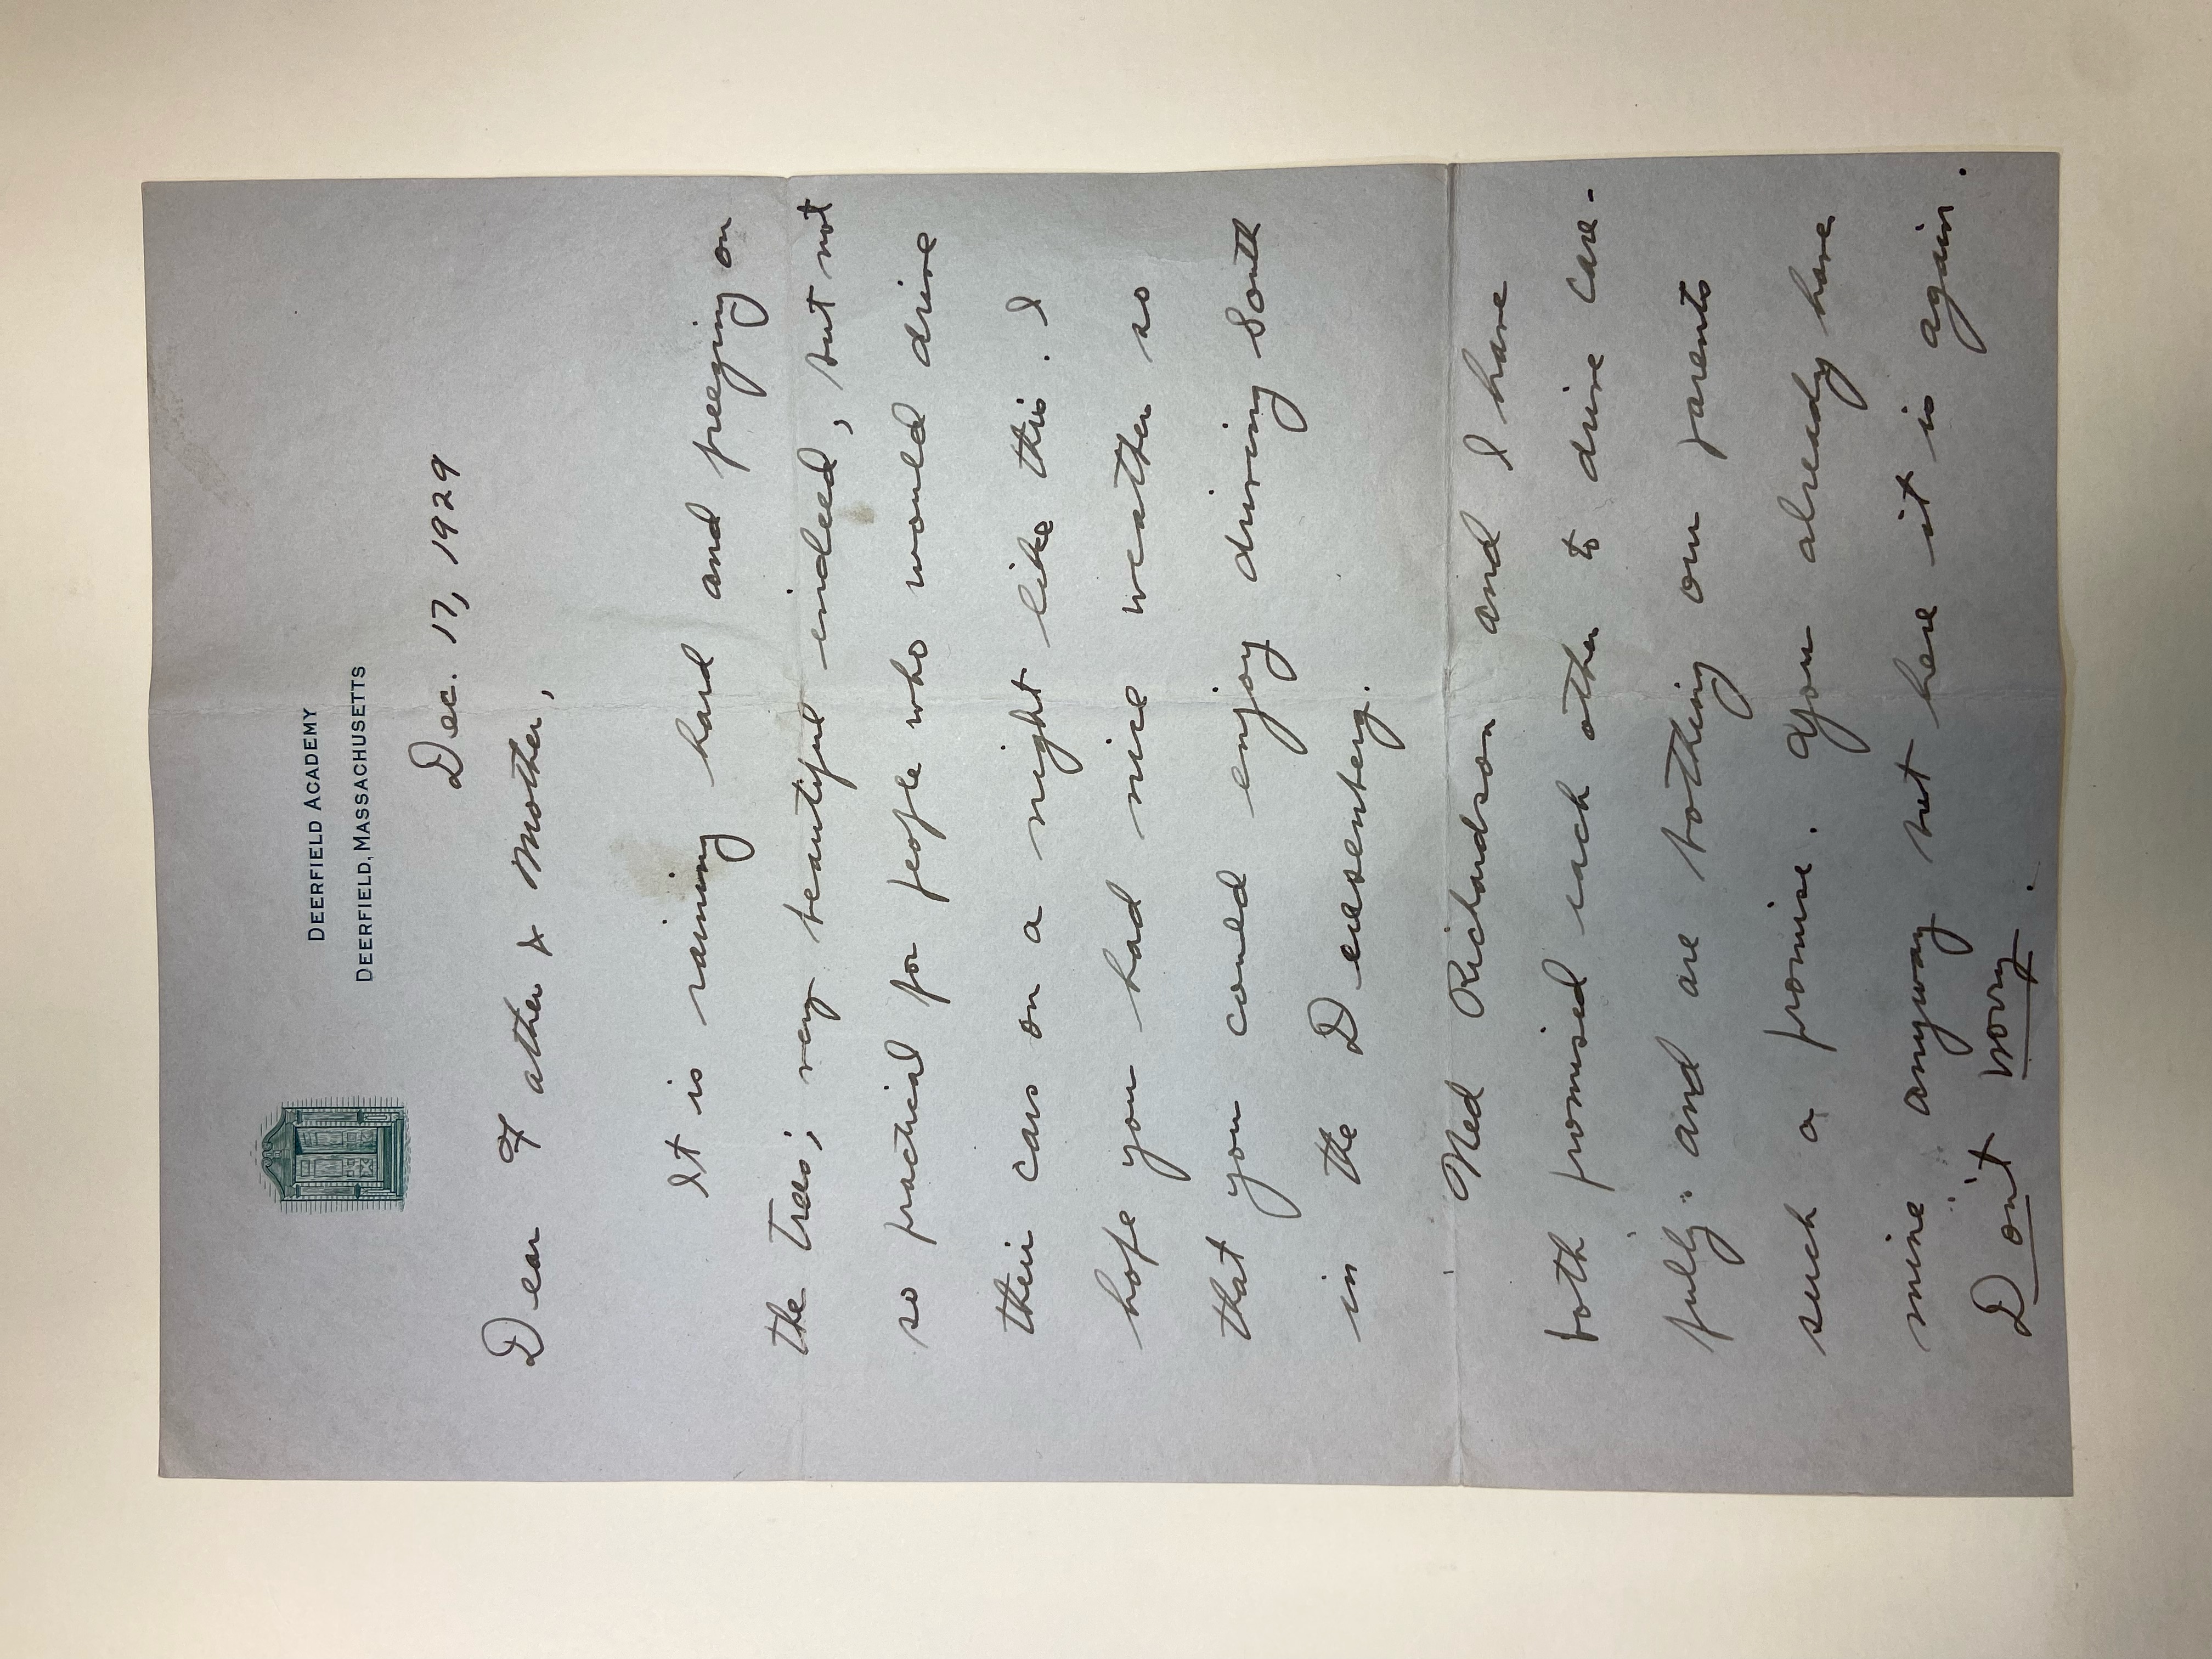 DEERFIELD ACADEMY
DEERFIELD, MASSACHUSETTS
Dec. 17, 1929
Dear Father & Mother,
It is raining hard and freezing on
the trees; very beautiful indeed, but not
so practical for people who would drive
their cars on a night like this. I
hope you had nice weather so
that you could enjoy driving South
in the Deusenberg.
Ned Richardson and I have
both promised each other to drive care-
fully and are bothing our parents
such a promise. You already have
mine anyway but here it is again.
Don't worry.